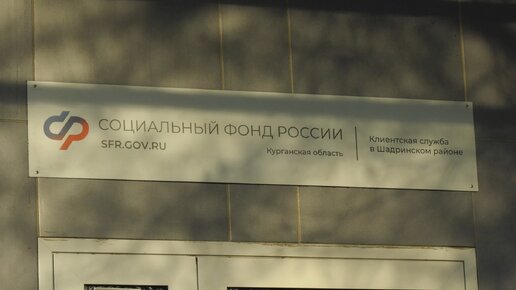 СОЦИАЛЬНЫЙ ФОНД РОССИИ
SFR.GOV.RU
Курганская область
Клиентская служба
в Шадринском районе